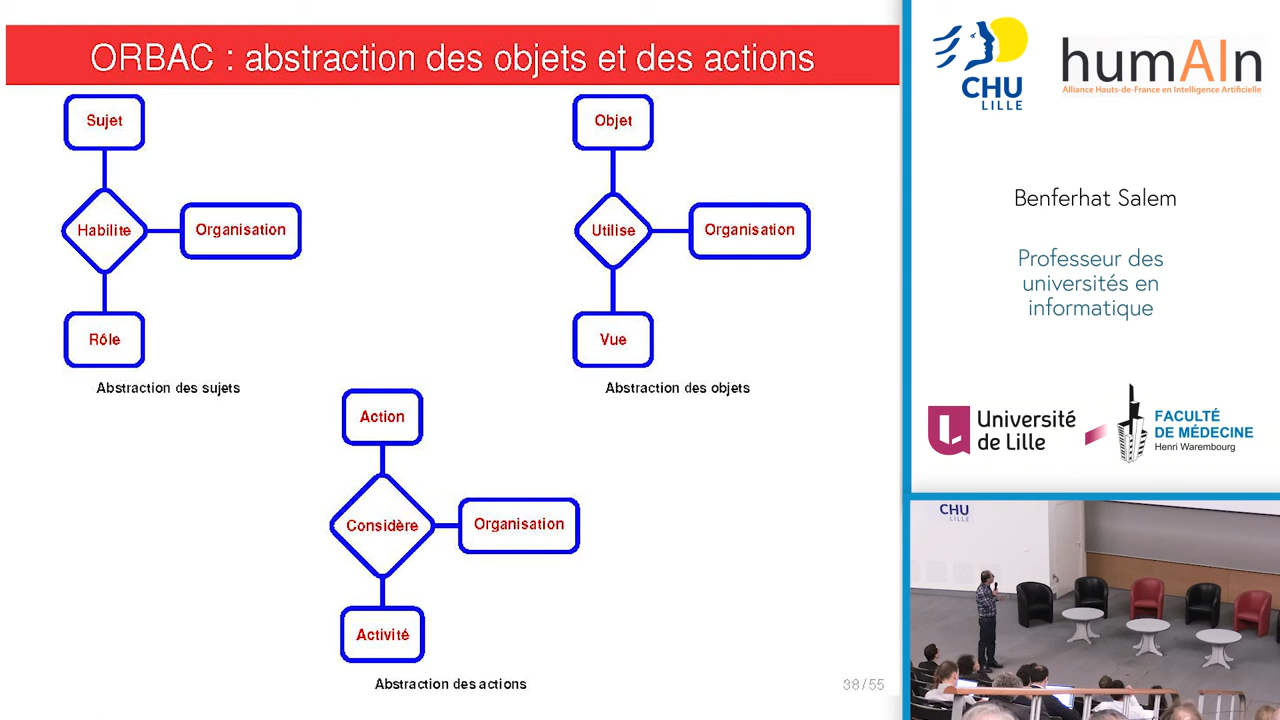 ORBAC : abstraction des objets et des actions
Sujet
Habilite
Organisation
Rôle
Abstraction des sujets
Objet
Utilise
Organisation
Vue
Abstraction des objets
Action
Considère
Organisation
Activité
Abstraction des actions
38/55
CHU
LILLE
humAIn
Alliance Hauts-de-France en Intelligence Artificielle
Benferhat Salem
Professeur des
universités en
informatique
Université
de Lille
FACULTÉ
DE MÉDECINE
Henri Warembourg
CHU
LILLE